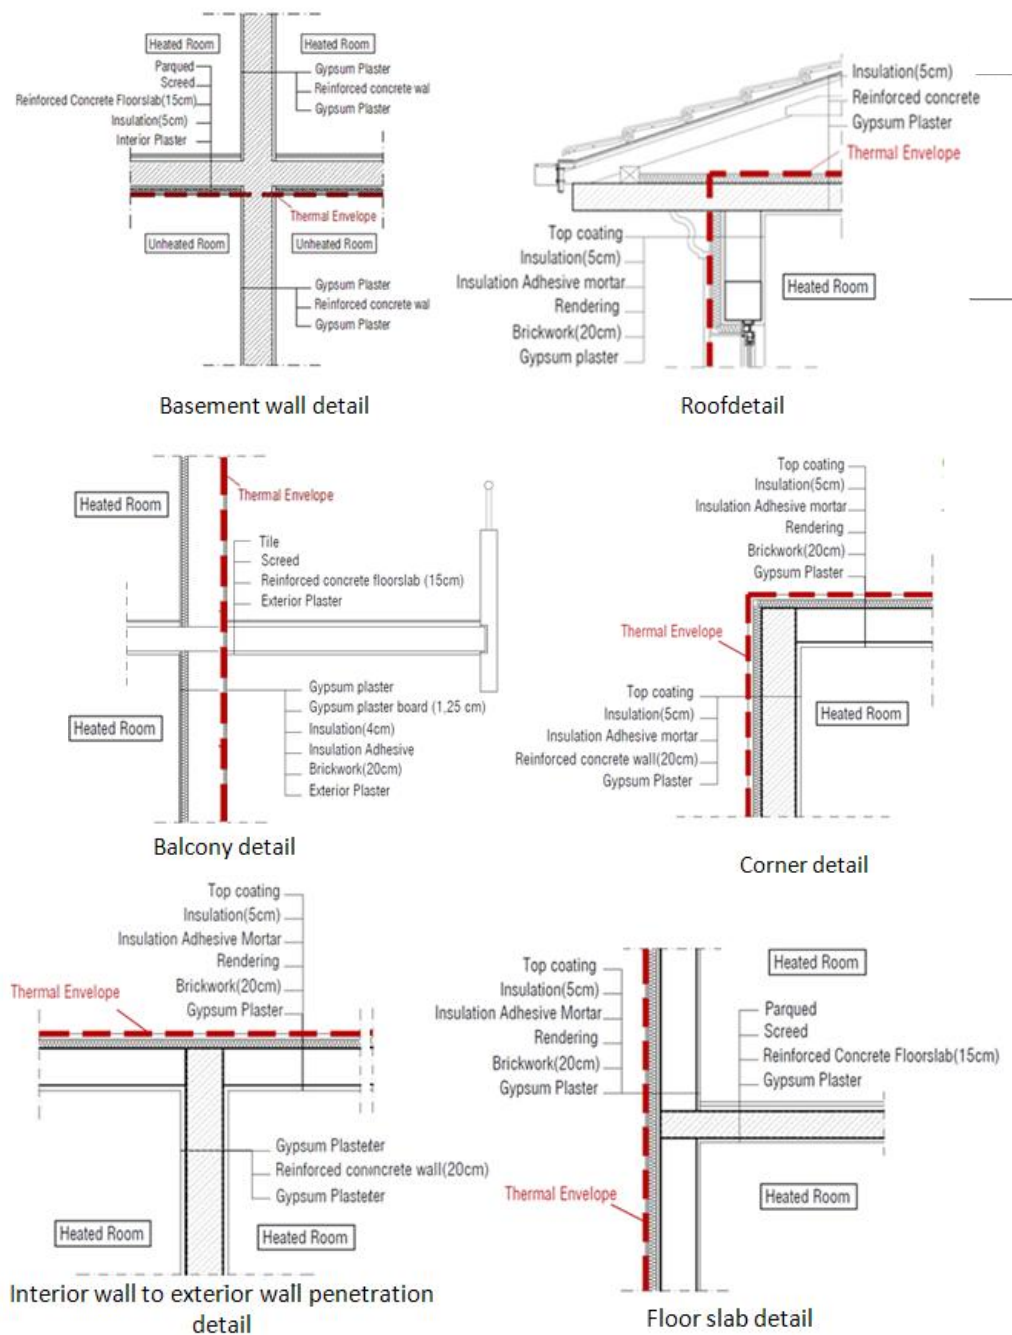 Heated Room
Heated Room
Parqued
Screed
Reinforced Concrete Floorslab(15cm)
Insulation(5cm)
Interior Plaster
Gypsum Plaster
Reinforced concrete wal
Gypsum Plaster
Thermal Envelope
Unheated Room
Unheated Room
Gypsum Plaster
Reinforced concrete wal
Gypsum Plaster
Basement wall detail
Insulation(5cm)
Reinforced concrete
Gypsum Plaster
Thermal Envelope
Top coating
Insulation(5cm)
Insulation Adhesive mortar
Rendering
Brickwork(20cm)
Gypsum plaster
Heated Room
Roofdetail
Heated Room
Thermal Envelope
Tile
Screed
Reinforced concrete floorslab (15cm)
Exterior Plaster
Heated Room
Gypsum plaster
Gypsum plaster board (1,25 cm)
Insulation(4cm)
Insulation Adhesive
Brickwork(20cm)
Exterior Plaster
Balcony detail
Top coating
Insulation(5cm)
Insulation Adhesive mortar
Rendering
Brickwork(20cm)
Gypsum Plaster
Thermal Envelope
Top coating
Insulation(5cm)
Insulation Adhesive mortar
Reinforced concrete wall(20cm)
Gypsum Plaster
Heated Room
Corner detail
Top coating
Insulation(5cm)
Insulation Adhesive Mortar
Rendering
Brickwork(20cm)
Gypsum Plaster
Thermal Envelope
Gypsum Plasteter
Reinforced conncrete wall(20cm)
Gypsum Plasteter
Heated Room
Heated Room
Interior wall to exterior wall penetration
detail
Top coating
Insulation(5cm)
Insulation Adhesive Mortar
Rendering
Brickwork(20cm)
Gypsum Plaster
Heated Room
Parqued
Screed
Reinforced Concrete Floorslab(15cm)
Gypsum Plaster
Thermal Envelope
Heated Room
Floor slab detail